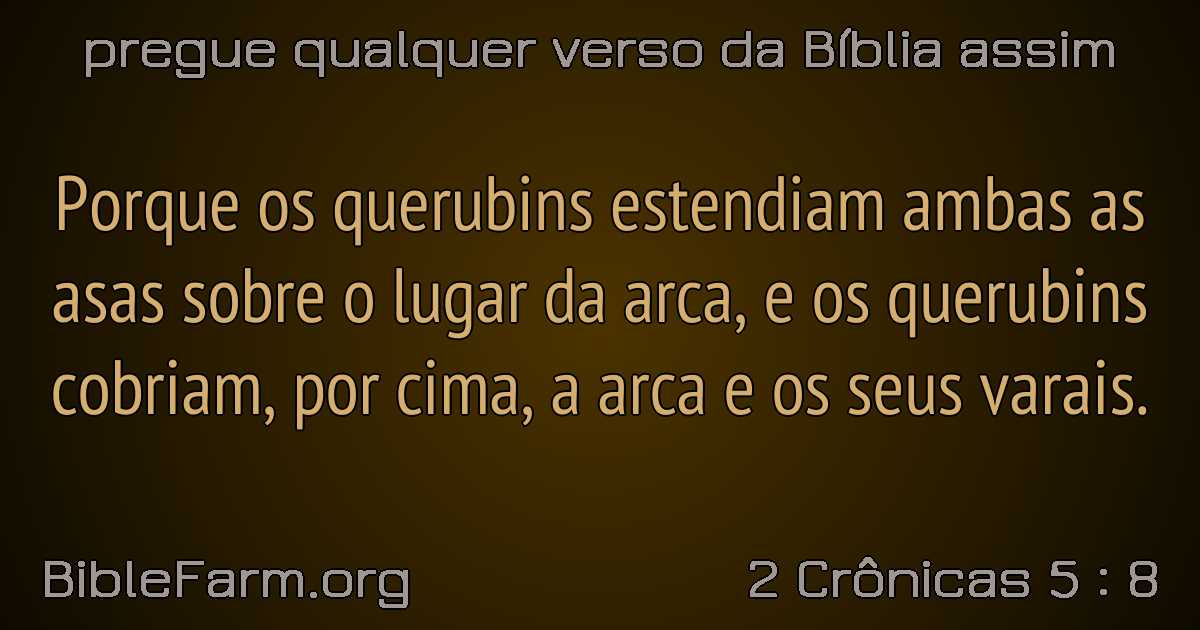 pregue qualquer verso da Bíblia assim
Porque os querubins estendiam ambas as
asas sobre o lugar da arca, e os querubins
cobriam, por cima, a arca e os seus varais.
BibleFarm.org
2 Crônicas 5 : 8